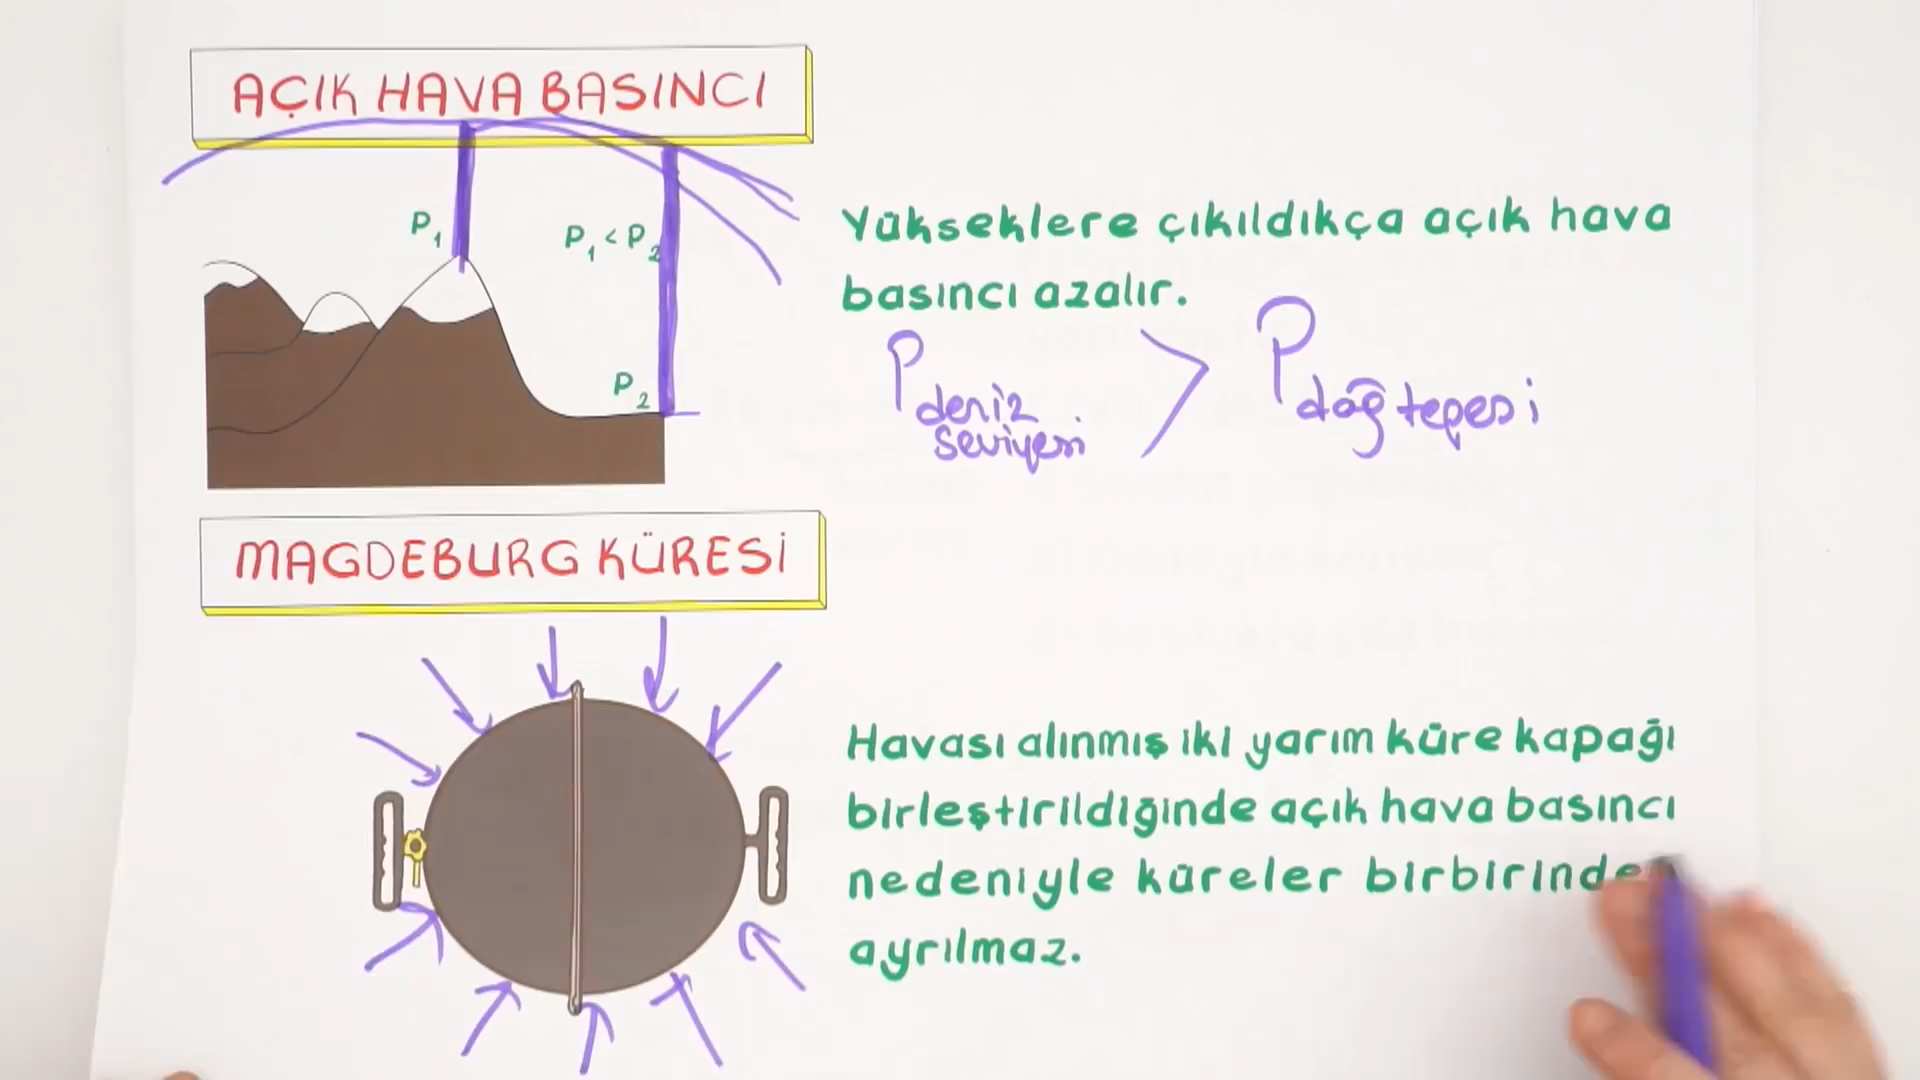 AÇIK HAVA BASINCI
P1
P1 < P2
P2
Yükseklere çıkıldıkça açık hava
basıncı azalır.
P deniz seviyesi > P dağ tepesi
MAGDEBURG KÜRESİ
Havası alınmış iki yarım küre kapağı
birleştirildiğinde açık hava basıncı
nedeniyle küreler birbirinden
ayrılmaz.